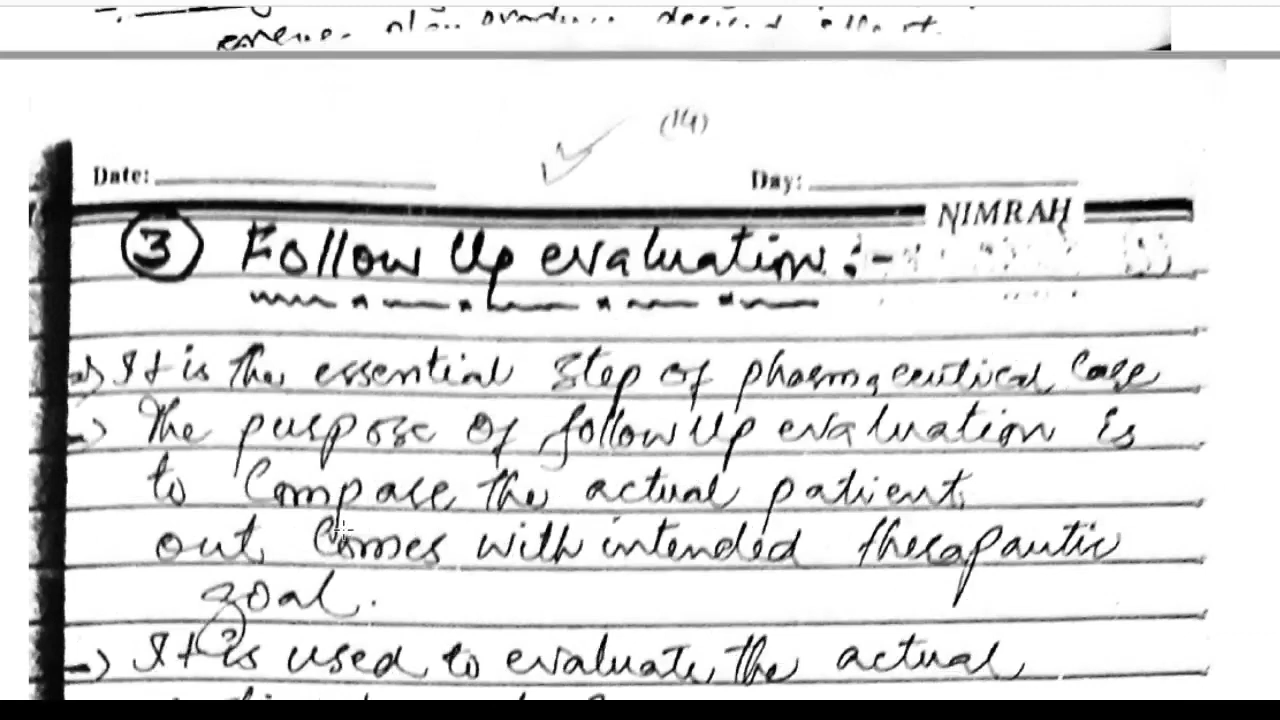 (14)
Date:
Day:
NIMRAH
3 Follow Up evaluation :-
It is the essential step of pharmaceutical Care
-> The purpose of follow Up evaluation is
to Compare the actual patient
out Comes with intended therapautic
goal.
-> It is used to evaluate the actual